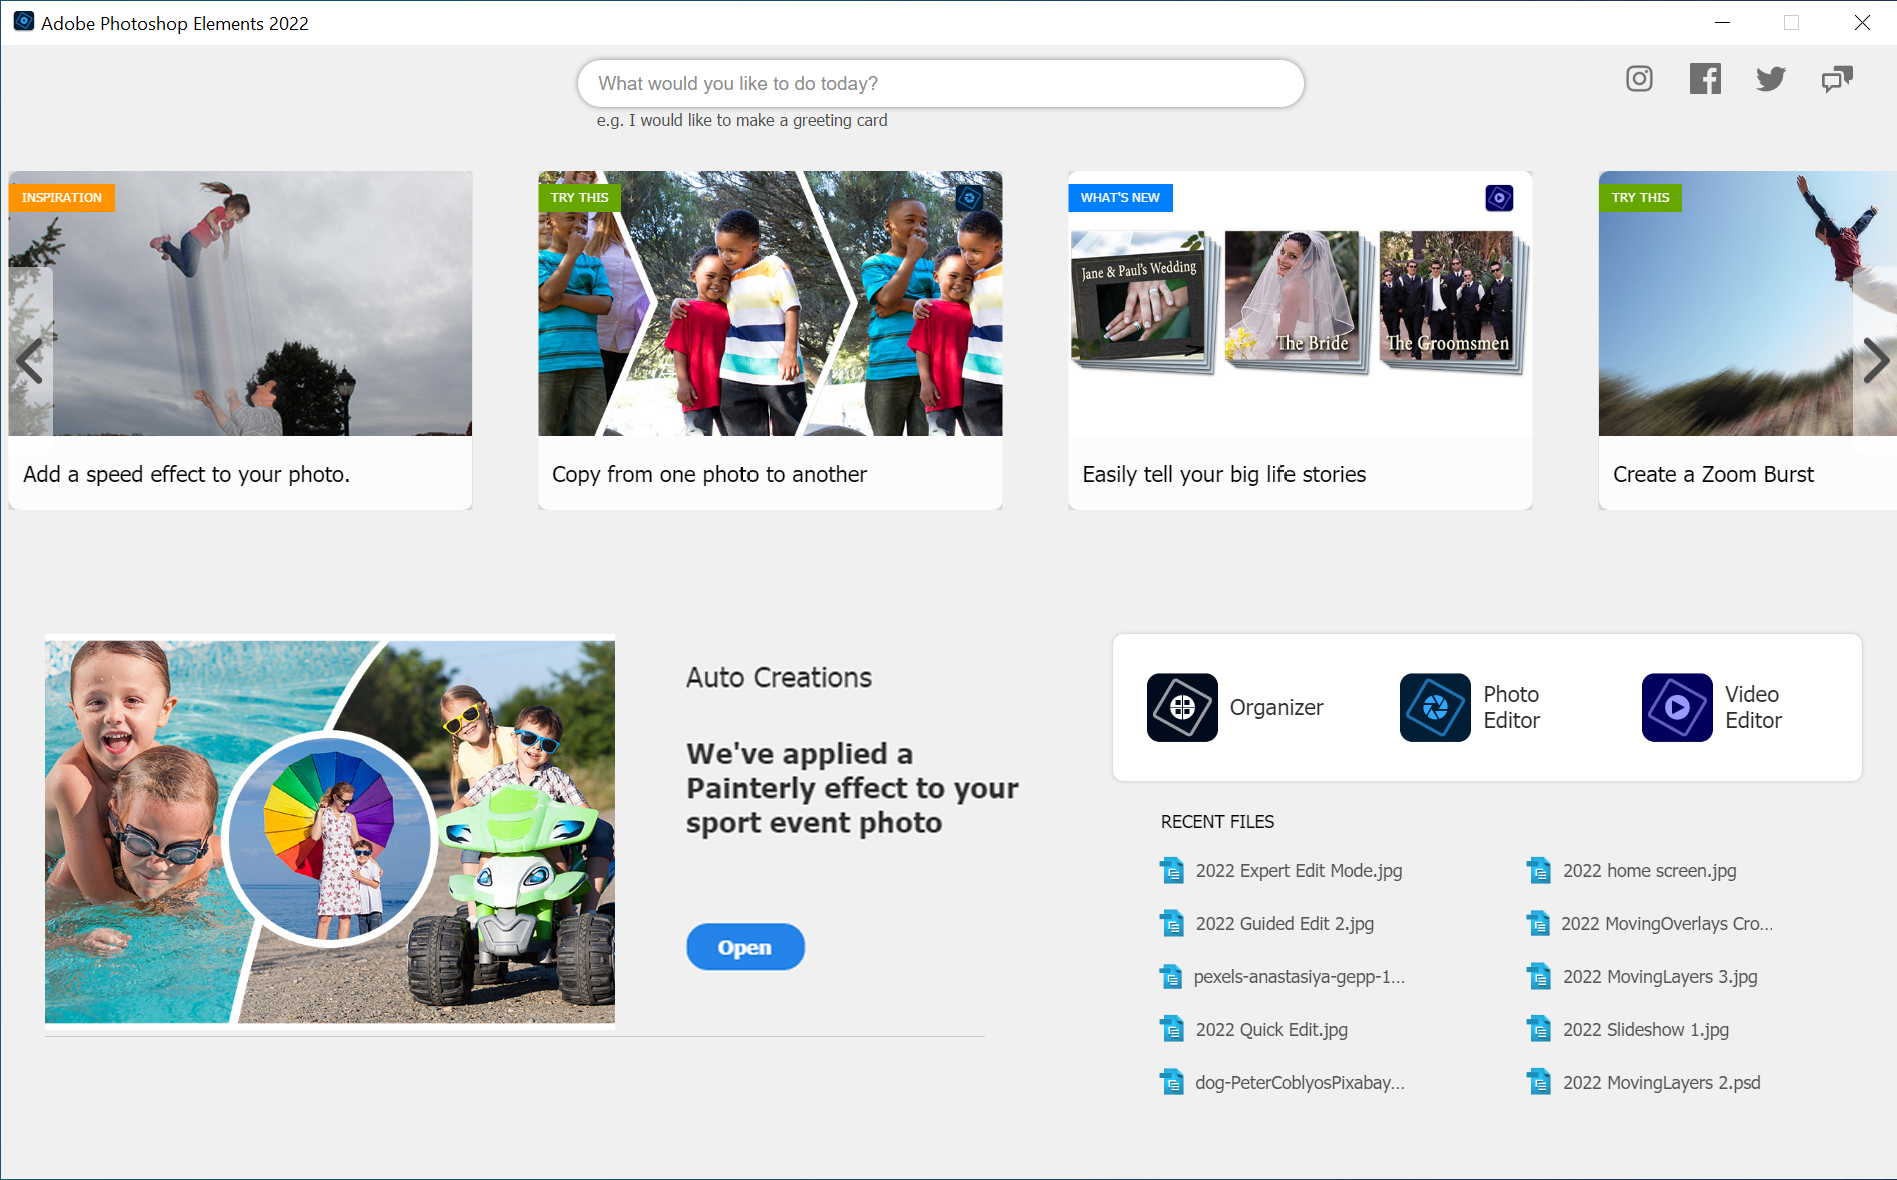 Adobe Photoshop Elements 2022
What would you like to do today?
e.g. I would like to make a greeting card
INSPIRATION
Add a speed effect to your photo.
TRY THIS
Copy from one photo to another
WHAT'S NEW
Jane & Paul's Wedding
The Bride
The Groomsmen
Easily tell your big life stories
TRY THIS
Create a Zoom Burst
Auto Creations
We've applied a
Painterly effect to your
sport event photo
Open
Organizer
Photo
Editor
Video
Editor
RECENT FILES
2022 Expert Edit Mode.jpg
2022 home screen.jpg
2022 Guided Edit 2.jpg
2022 MovingOverlays Cro...
pexels-anastasiya-gepp-1...
2022 MovingLayers 3.jpg
2022 Quick Edit.jpg
2022 Slideshow 1.jpg
dog-PeterCoblyosPixabay...
2022 MovingLayers 2.psd